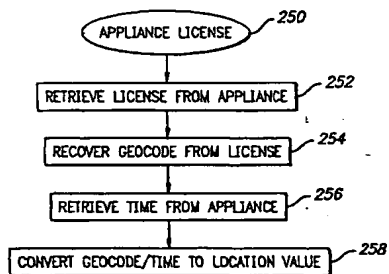 APPLIANCE LICENSE
250
252
RETRIEVE LICENSE FROM APPLIANCE
254
RECOVER GEOCODE FROM LICENSE
256
RETRIEVE TIME FROM APPLIANCE
258
CONVERT GEOCODE/TIME TO LOCATION VALUE